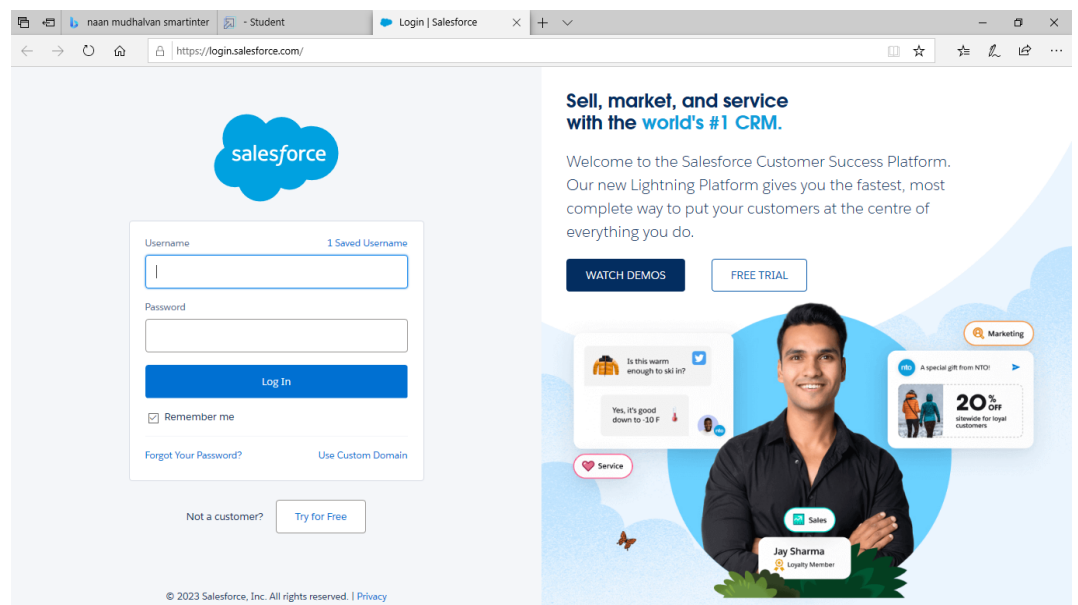 naan mudhalvan smartinter
- Student
Login | Salesforce
https://login.salesforce.com/
salesforce
Username
1 Saved Username
Password
Log In
Remember me
Forgot Your Password?
Use Custom Domain
Not a customer?
Try for Free
© 2023 Salesforce, Inc. All rights reserved. | Privacy
Sell, market, and service
with the world's #1 CRM.
Welcome to the Salesforce Customer Success Platform.
Our new Lightning Platform gives you the fastest, most
complete way to put your customers at the centre of
everything you do.
WATCH DEMOS
FREE TRIAL
Is this warm
enough to ski in?
Yes, it's good
down to -10 F
nto
Service
Marketing
nto
A special gift from NTO!
20% OFF
sitewide for loyal
customers
Sales
Jay Sharma
Loyalty Member